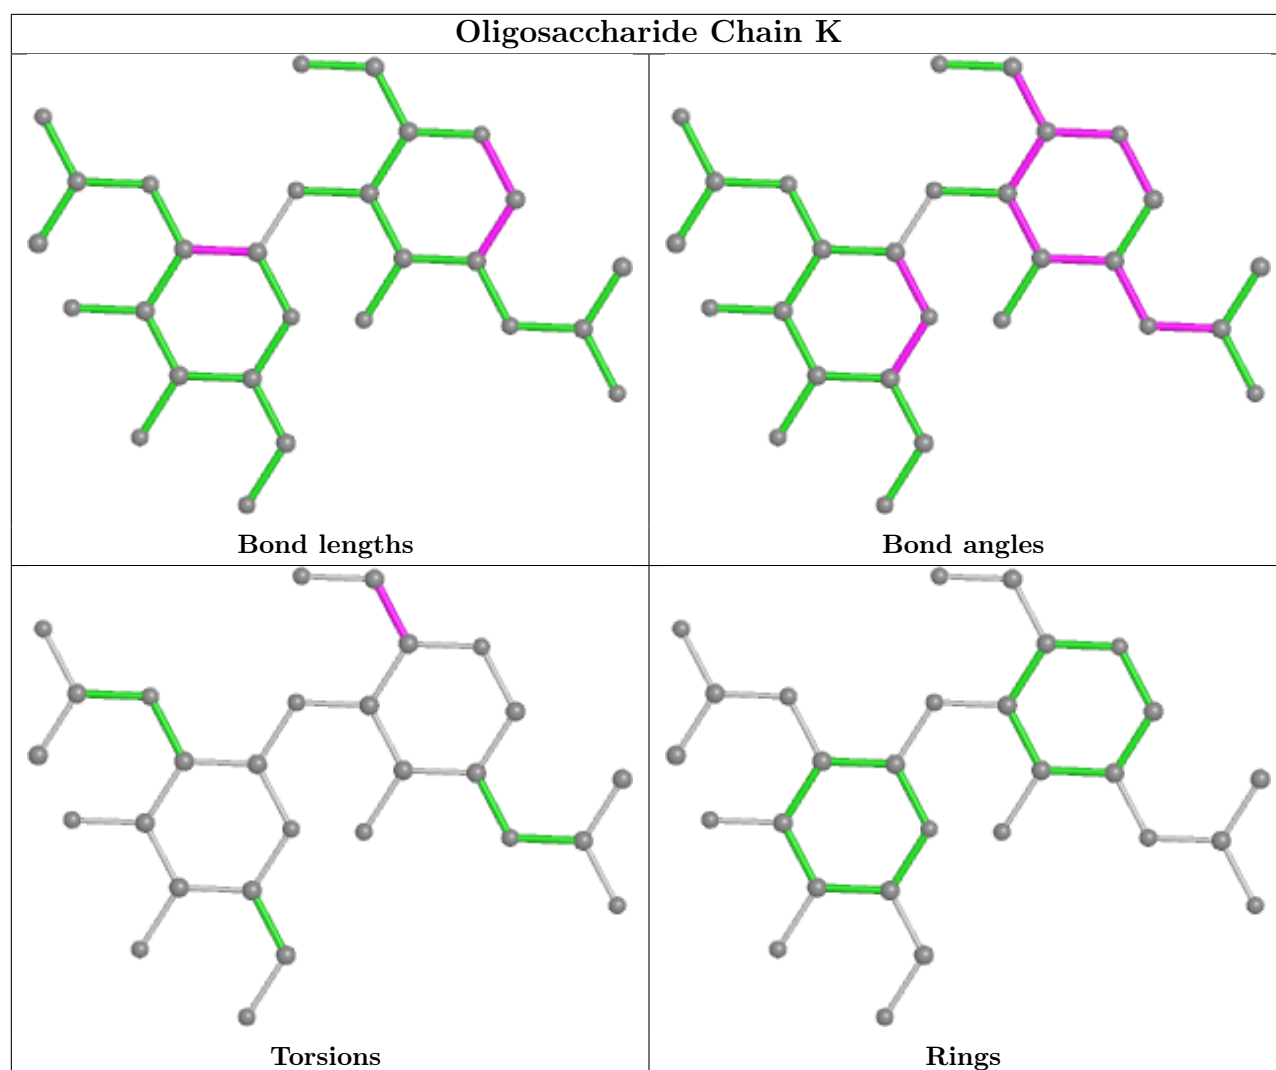 Oligosaccharide Chain K
Bond lengths
Bond angles
Torsions
Rings